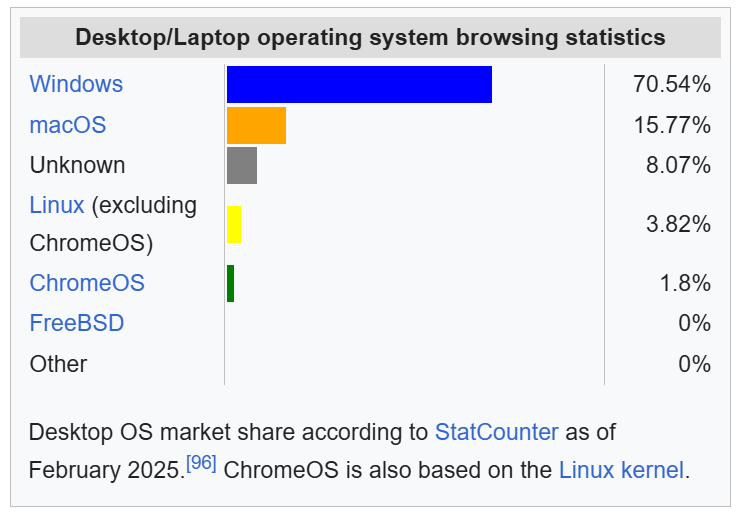 Desktop/Laptop operating system browsing statistics
Windows 70.54%
macOS 15.77%
Unknown 8.07%
Linux (excluding
ChromeOS) 3.82%
ChromeOS 1.8%
FreeBSD 0%
Other 0%
Desktop OS market share according to StatCounter as of
February 2025.[96] ChromeOS is also based on the Linux kernel.